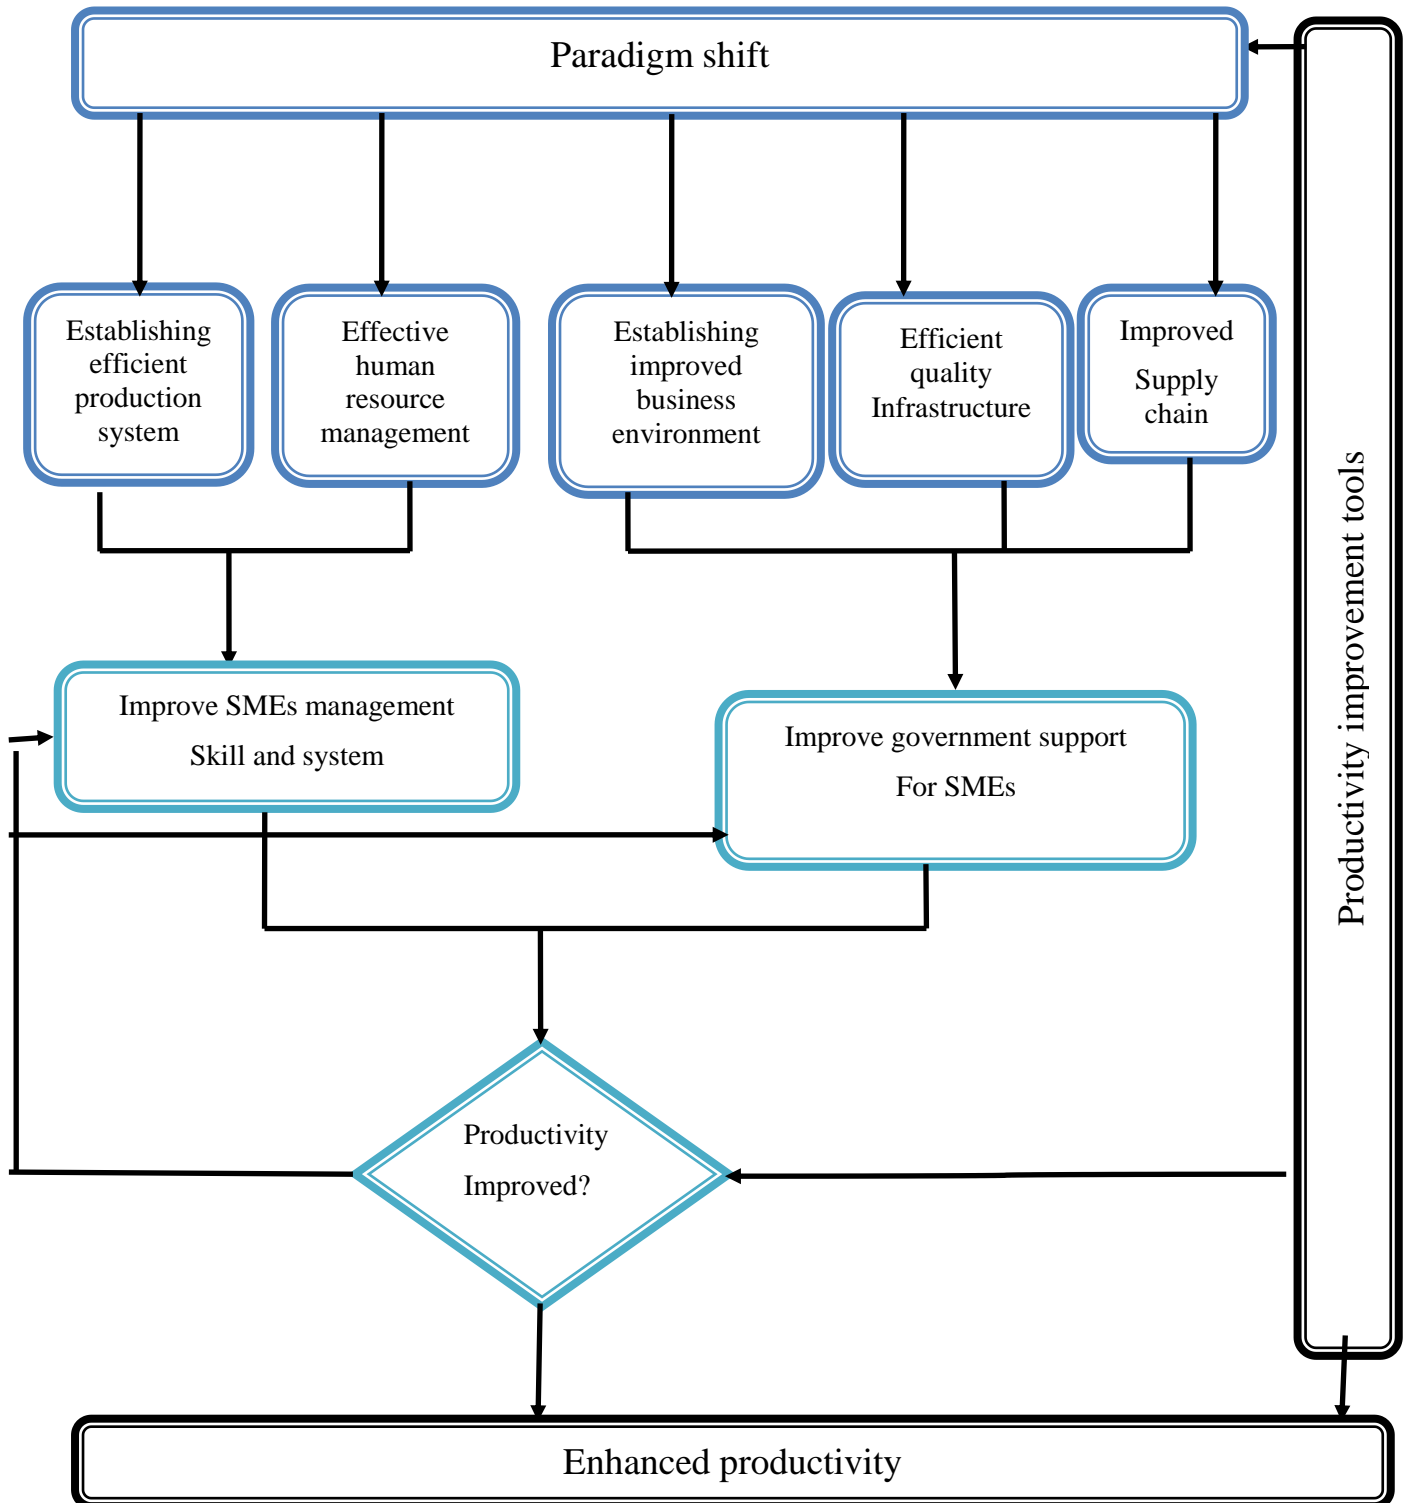 Paradigm shift
Establishing
efficient
production
system
Effective
human
resource
management
Establishing
improved
business
environment
Efficient
quality
Infrastructure
Improved
Supply
chain
Productivity improvement tools
Improve SMEs management
Skill and system
Improve government support
For SMEs
Productivity
Improved?
Enhanced productivity